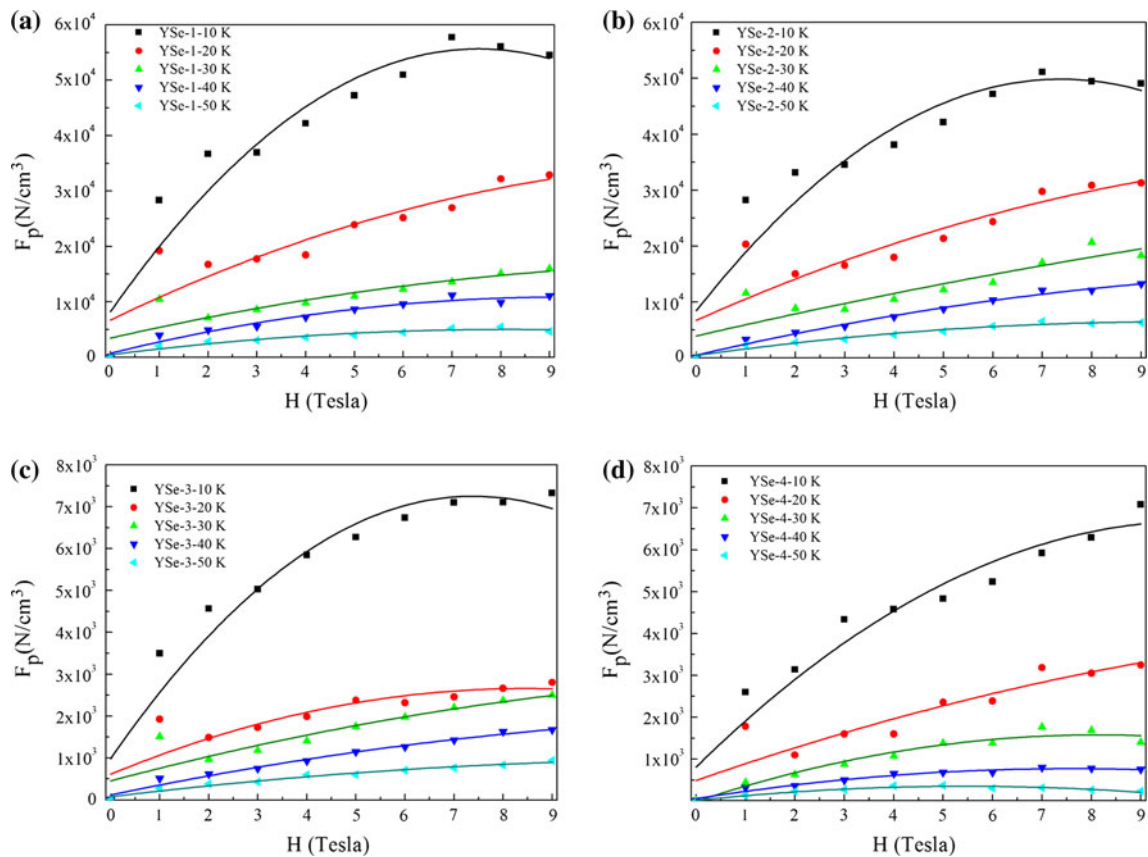 (a)
6x10⁴
5x10⁴
4x10⁴
3x10⁴
2x10⁴
1x10⁴
0
Fp(N/cm³)
YSe-1-10 K
YSe-1-20 K
YSe-1-30 K
YSe-1-40 K
YSe-1-50 K
0 1 2 3 4 5 6 7 8 9
H (Tesla)
(b)
6x10⁴
5x10⁴
4x10⁴
3x10⁴
2x10⁴
1x10⁴
0
Fp(N/cm³)
YSe-2-10 K
YSe-2-20 K
YSe-2-30 K
YSe-2-40 K
YSe-2-50 K
0 1 2 3 4 5 6 7 8 9
H (Tesla)
(c)
8x10³
7x10³
6x10³
5x10³
4x10³
3x10³
2x10³
1x10³
0
Fp(N/cm³)
YSe-3-10 K
YSe-3-20 K
YSe-3-30 K
YSe-3-40 K
YSe-3-50 K
0 1 2 3 4 5 6 7 8 9
H (Tesla)
(d)
8x10³
7x10³
6x10³
5x10³
4x10³
3x10³
2x10³
1x10³
0
Fp(N/cm³)
YSe-4-10 K
YSe-4-20 K
YSe-4-30 K
YSe-4-40 K
YSe-4-50 K
0 1 2 3 4 5 6 7 8 9
H (Tesla)